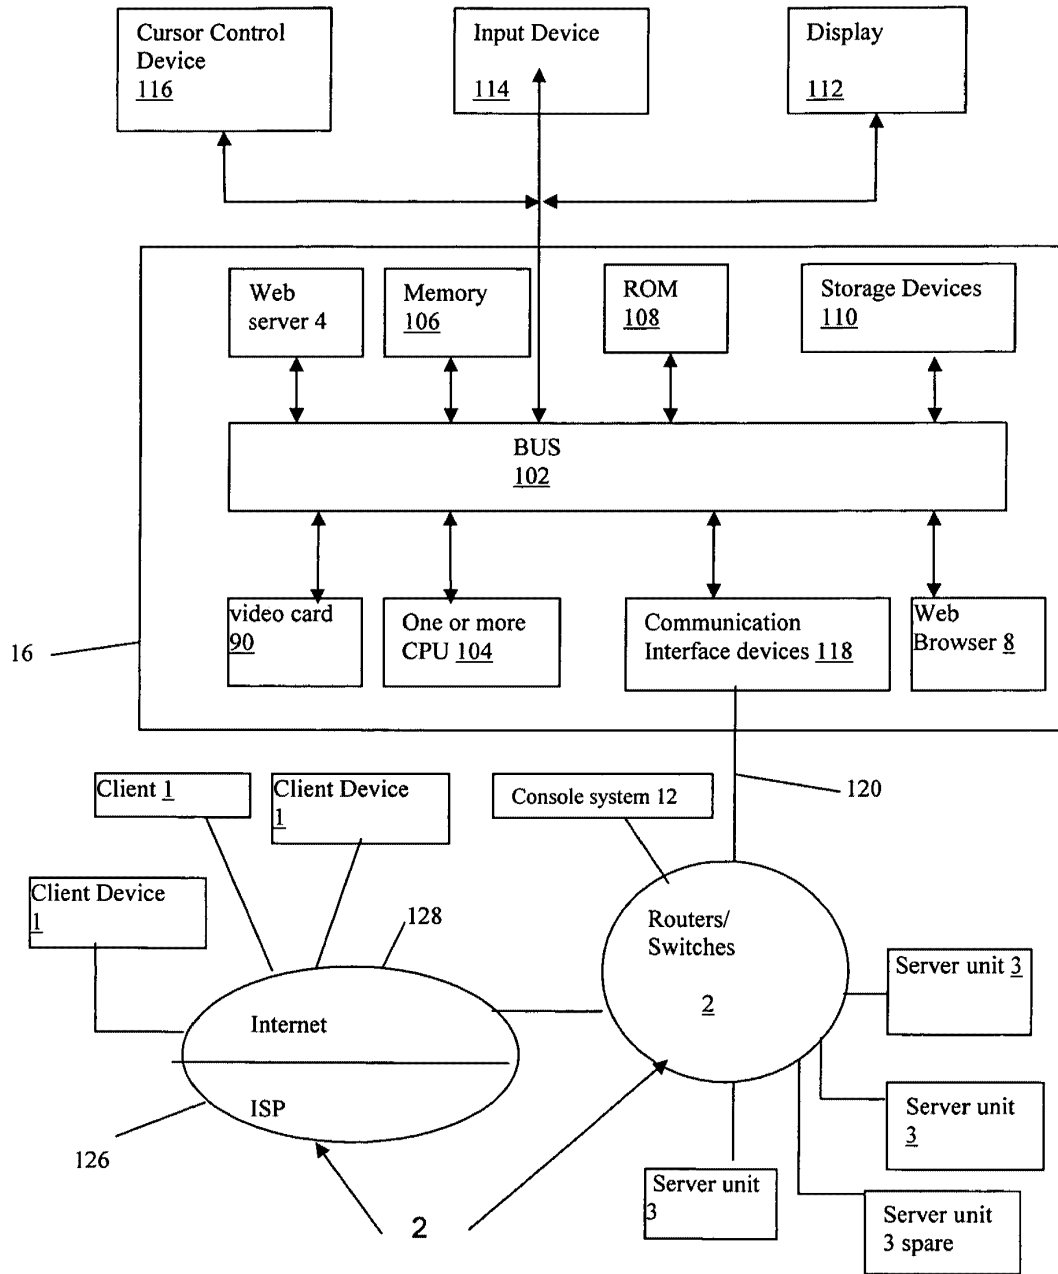 Cursor Control
Device
116
Input Device
114
Display
112
Web
server 4
Memory
106
ROM
108
Storage Devices
110
BUS
102
video card
90
One or more
CPU 104
Communication
Interface devices 118
Web
Browser 8
16
120
Client 1
Client Device
1
Console system 12
Client Device
1
128
Routers/
Switches
2
Server unit 3
Internet
ISP
126
Server unit
3
Server unit
3
2
Server unit
3 spare